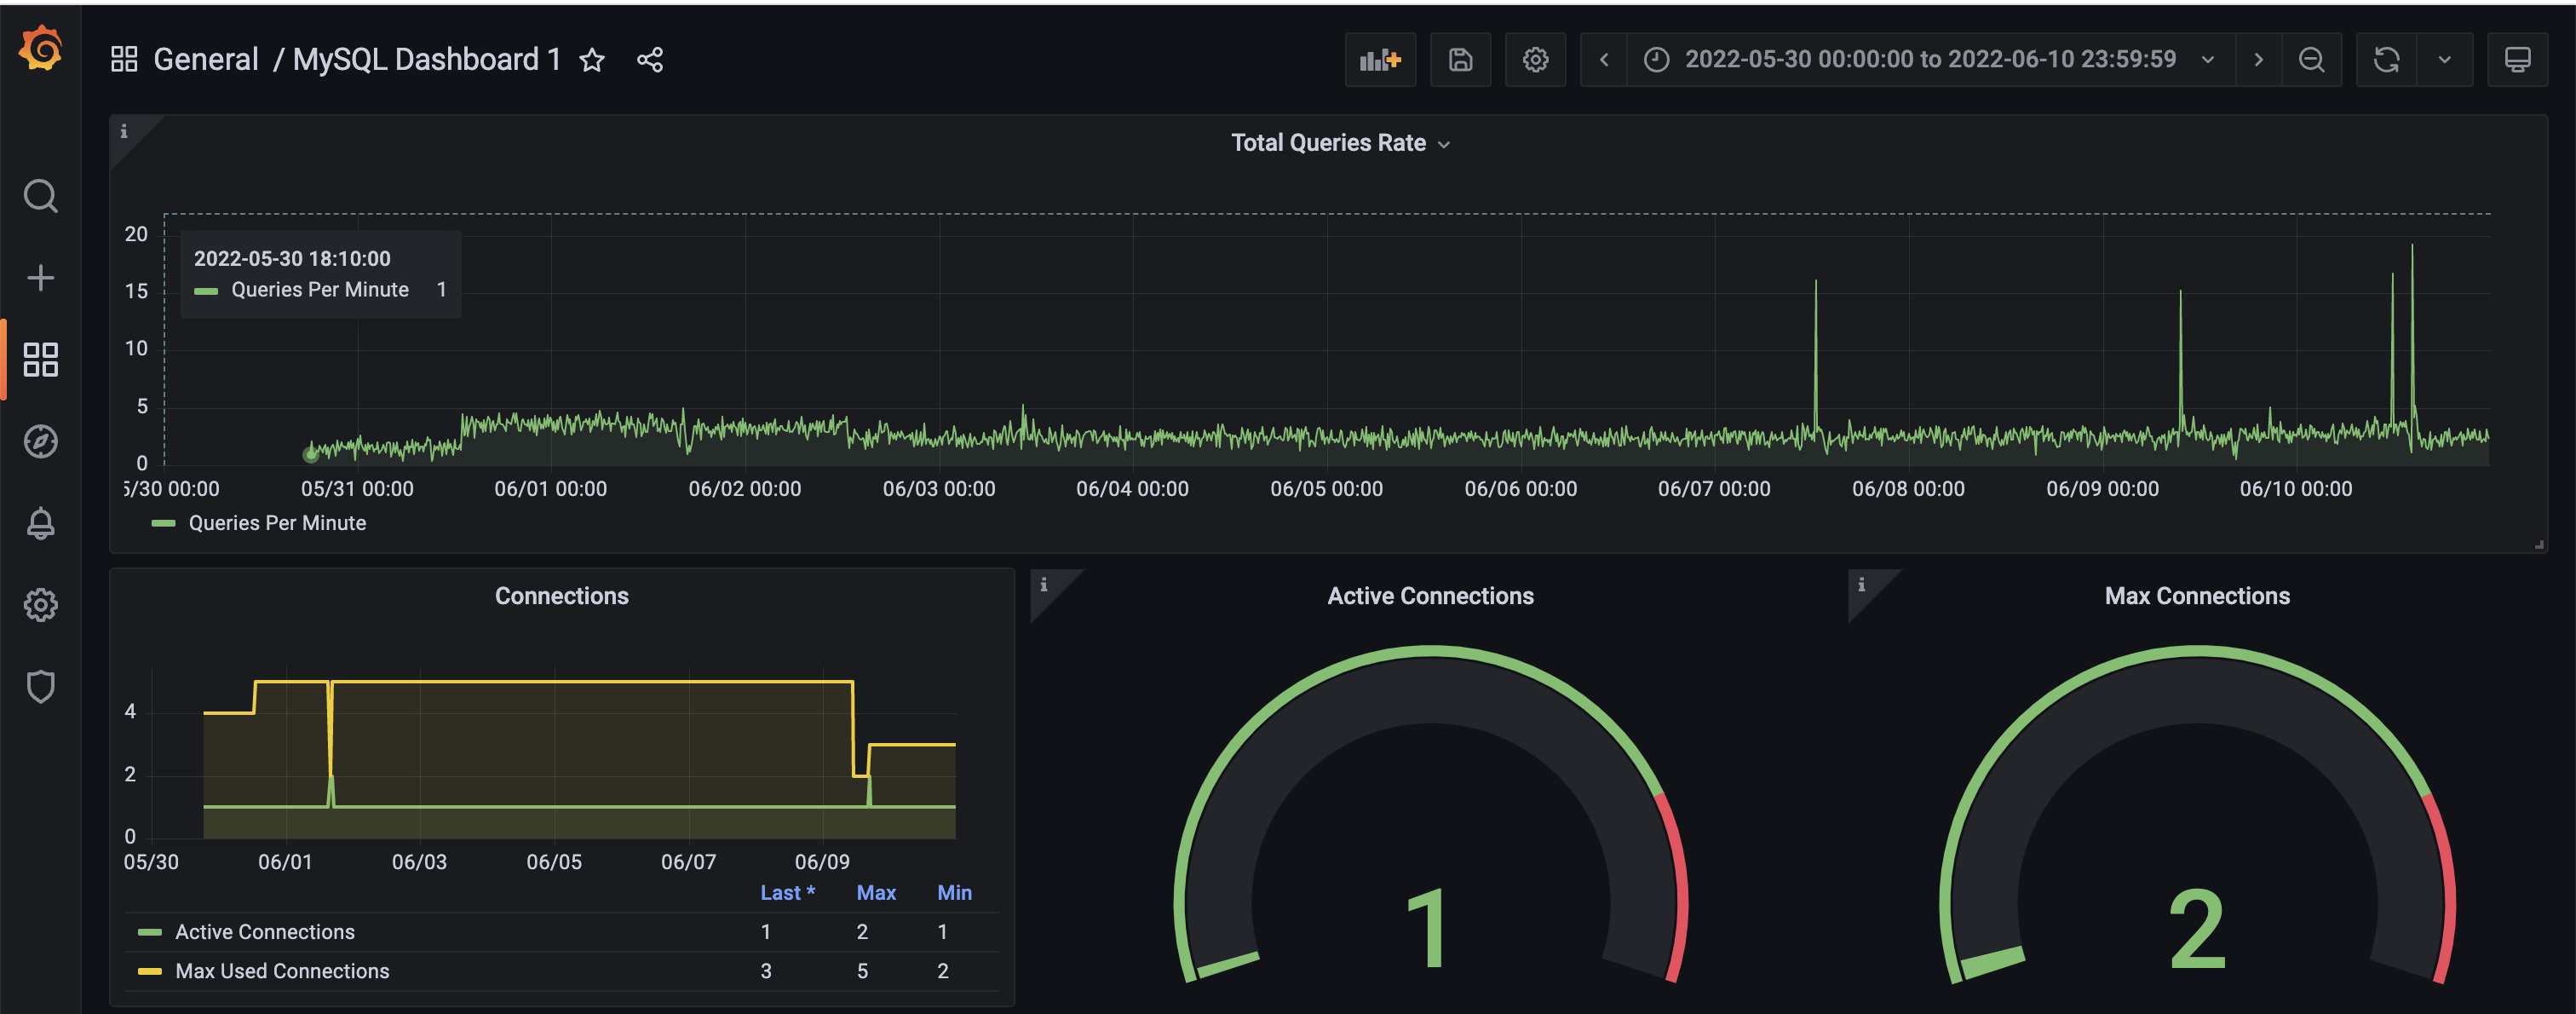 General / MySQL Dashboard 1
2022-05-30 00:00:00 to 2022-06-10 23:59:59
i
Total Queries Rate
20
15
10
5
0
2022-05-30 18:10:00
Queries Per Minute 1
5/30 00:00 05/31 00:00 06/01 00:00 06/02 00:00 06/03 00:00 06/04 00:00 06/05 00:00 06/06 00:00 06/07 00:00 06/08 00:00 06/09 00:00 06/10 00:00
Queries Per Minute
Connections
4
2
0
05/30 06/01 06/03 06/05 06/07 06/09
Last * Max Min
Active Connections 1 2 1
Max Used Connections 3 5 2
i
Active Connections
1
i
Max Connections
2